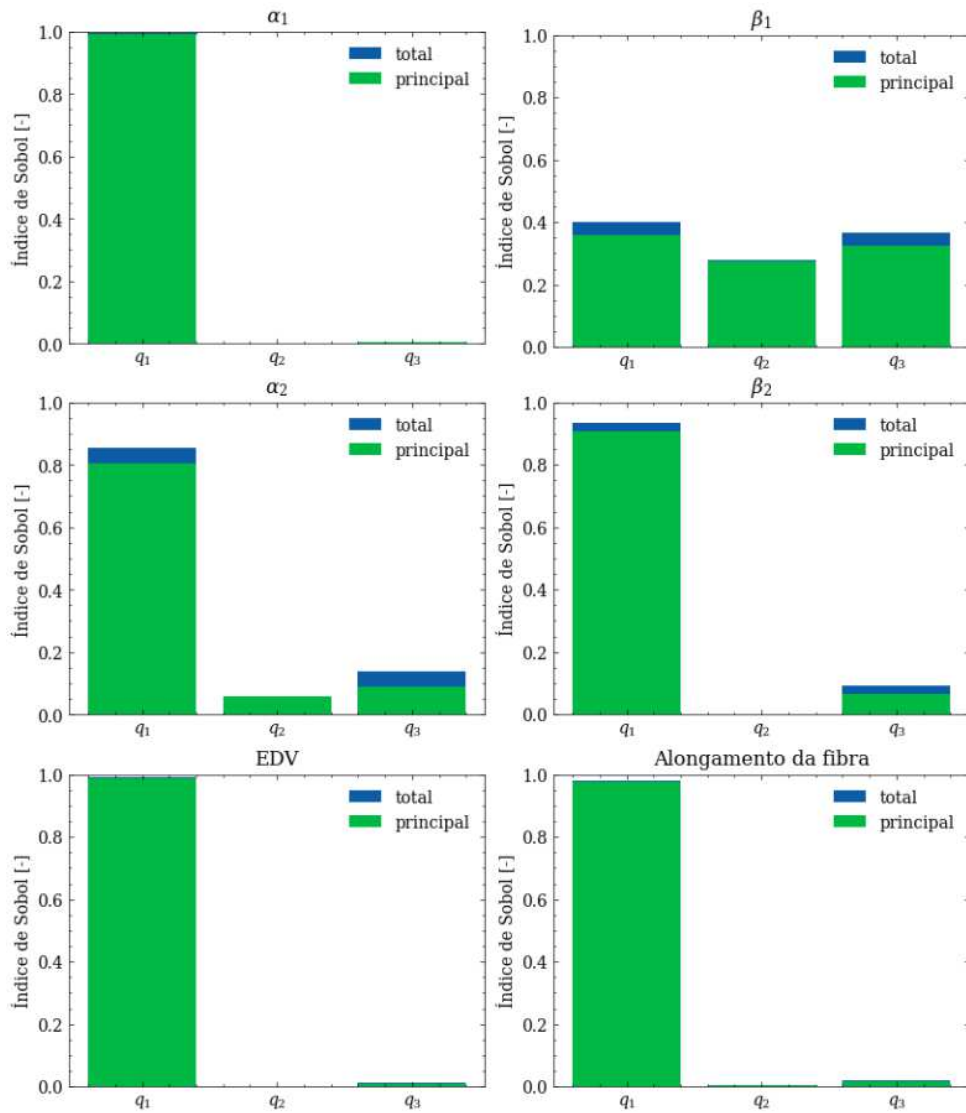 α₁
1.0
0.8
0.6
0.4
0.2
0.0
Índice de Sobol [-]
total
principal
q₁ q₂ q₃
β₁
1.0
0.8
0.6
0.4
0.2
0.0
Índice de Sobol [-]
total
principal
q₁ q₂ q₃
α₂
1.0
0.8
0.6
0.4
0.2
0.0
Índice de Sobol [-]
total
principal
q₁ q₂ q₃
β₂
1.0
0.8
0.6
0.4
0.2
0.0
Índice de Sobol [-]
total
principal
q₁ q₂ q₃
EDV
1.0
0.8
0.6
0.4
0.2
0.0
Índice de Sobol [-]
total
principal
q₁ q₂ q₃
Alongamento da fibra
1.0
0.8
0.6
0.4
0.2
0.0
Índice de Sobol [-]
total
principal
q₁ q₂ q₃